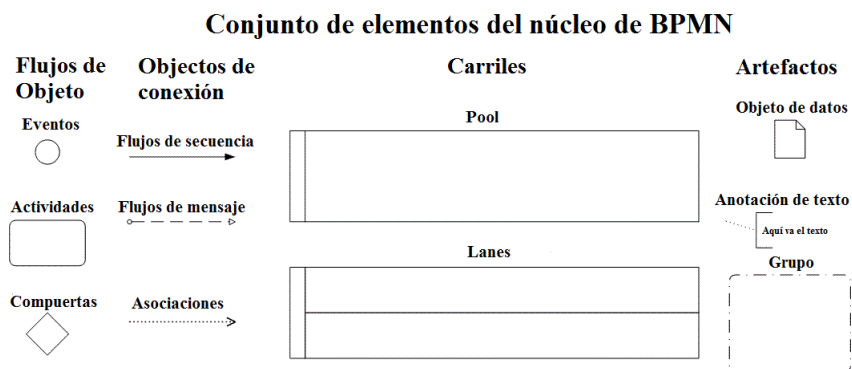 Conjunto de elementos del núcleo de BPMN
Flujos de
Objeto
Eventos
Actividades
Compuertas
Objectos de
conexión
Flujos de secuencia
Flujos de mensaje
Asociaciones
Carriles
Pool
Lanes
Artefactos
Objeto de datos
Anotación de texto
Aquí va el texto
Grupo